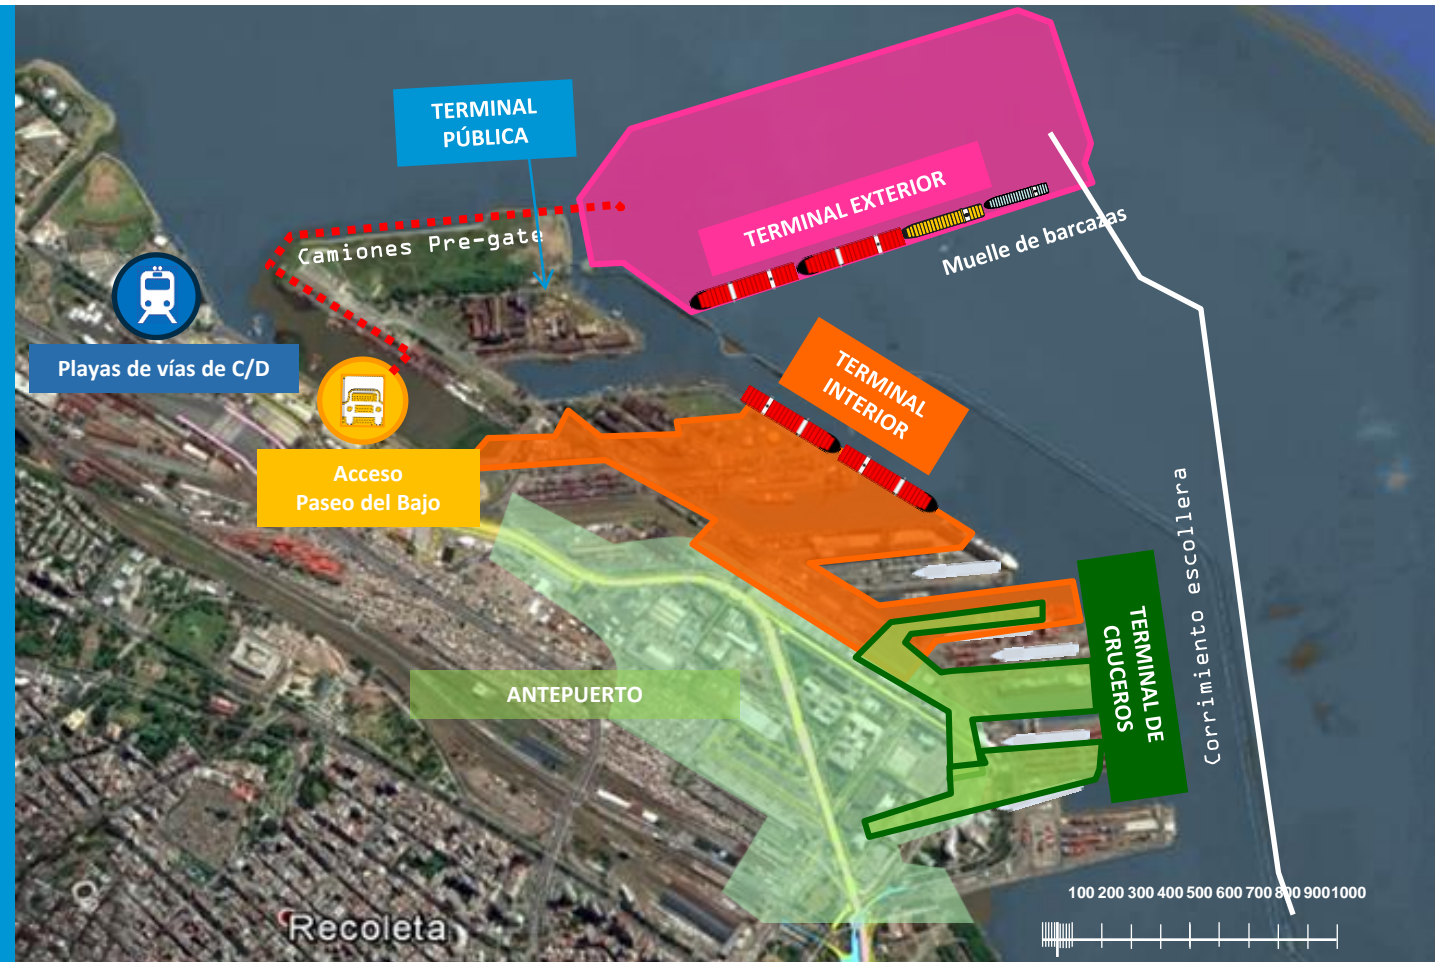 TERMINAL
PÚBLICA
TERMINAL EXTERIOR
Muelle de barcazas
Camiones Pre-gate
Playas de vías de C/D
TERMINAL
INTERIOR
Acceso
Paseo del Bajo
Corrimiento escollera
TERMINAL DE
CRUCEROS
ANTEPUERTO
100 200 300 400 500 600 700 800 900 1000
Recoleta